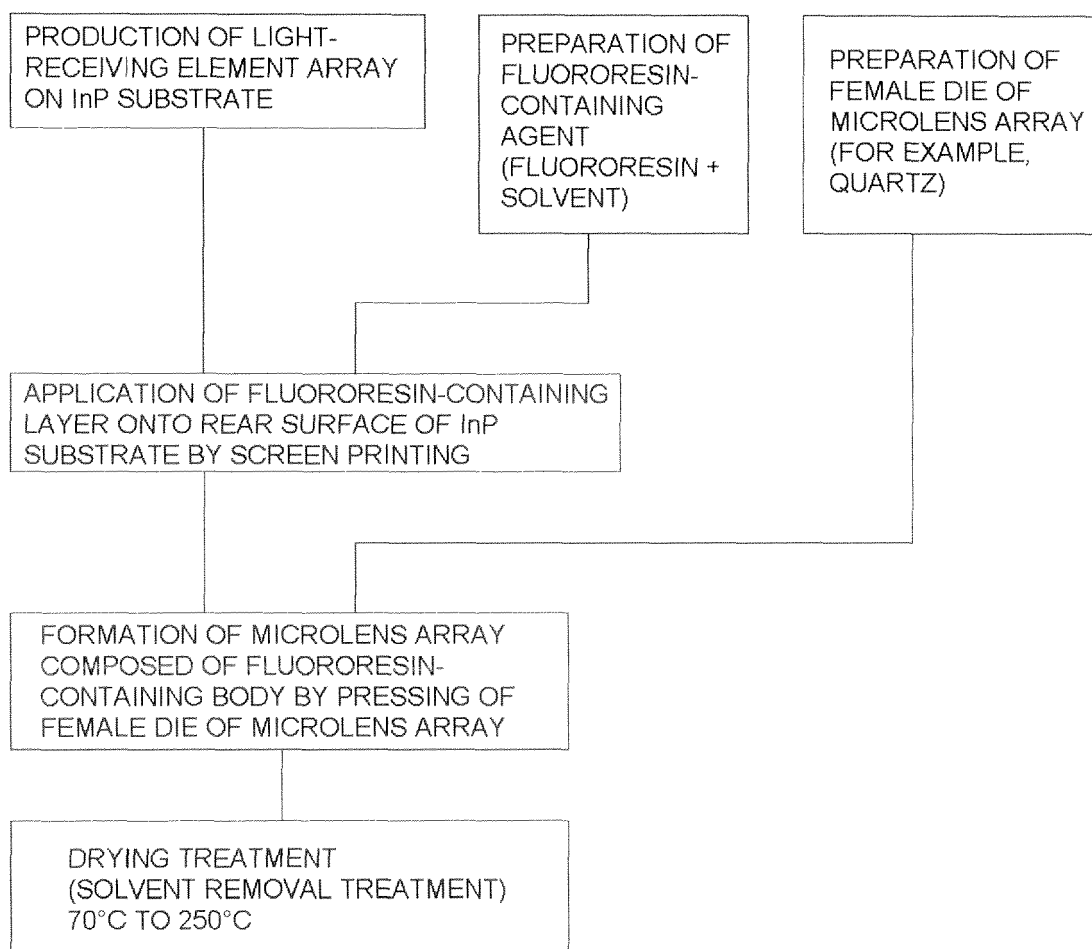 PRODUCTION OF LIGHT-
RECEIVING ELEMENT ARRAY
ON InP SUBSTRATE
PREPARATION OF
FLUORORESIN-
CONTAINING
AGENT
(FLUORORESIN +
SOLVENT)
PREPARATION OF
FEMALE DIE OF
MICROLENS ARRAY
(FOR EXAMPLE,
QUARTZ)
APPLICATION OF FLUORORESIN-CONTAINING
LAYER ONTO REAR SURFACE OF InP
SUBSTRATE BY SCREEN PRINTING
FORMATION OF MICROLENS ARRAY
COMPOSED OF FLUORORESIN-
CONTAINING BODY BY PRESSING OF
FEMALE DIE OF MICROLENS ARRAY
DRYING TREATMENT
(SOLVENT REMOVAL TREATMENT)
70°C TO 250°C